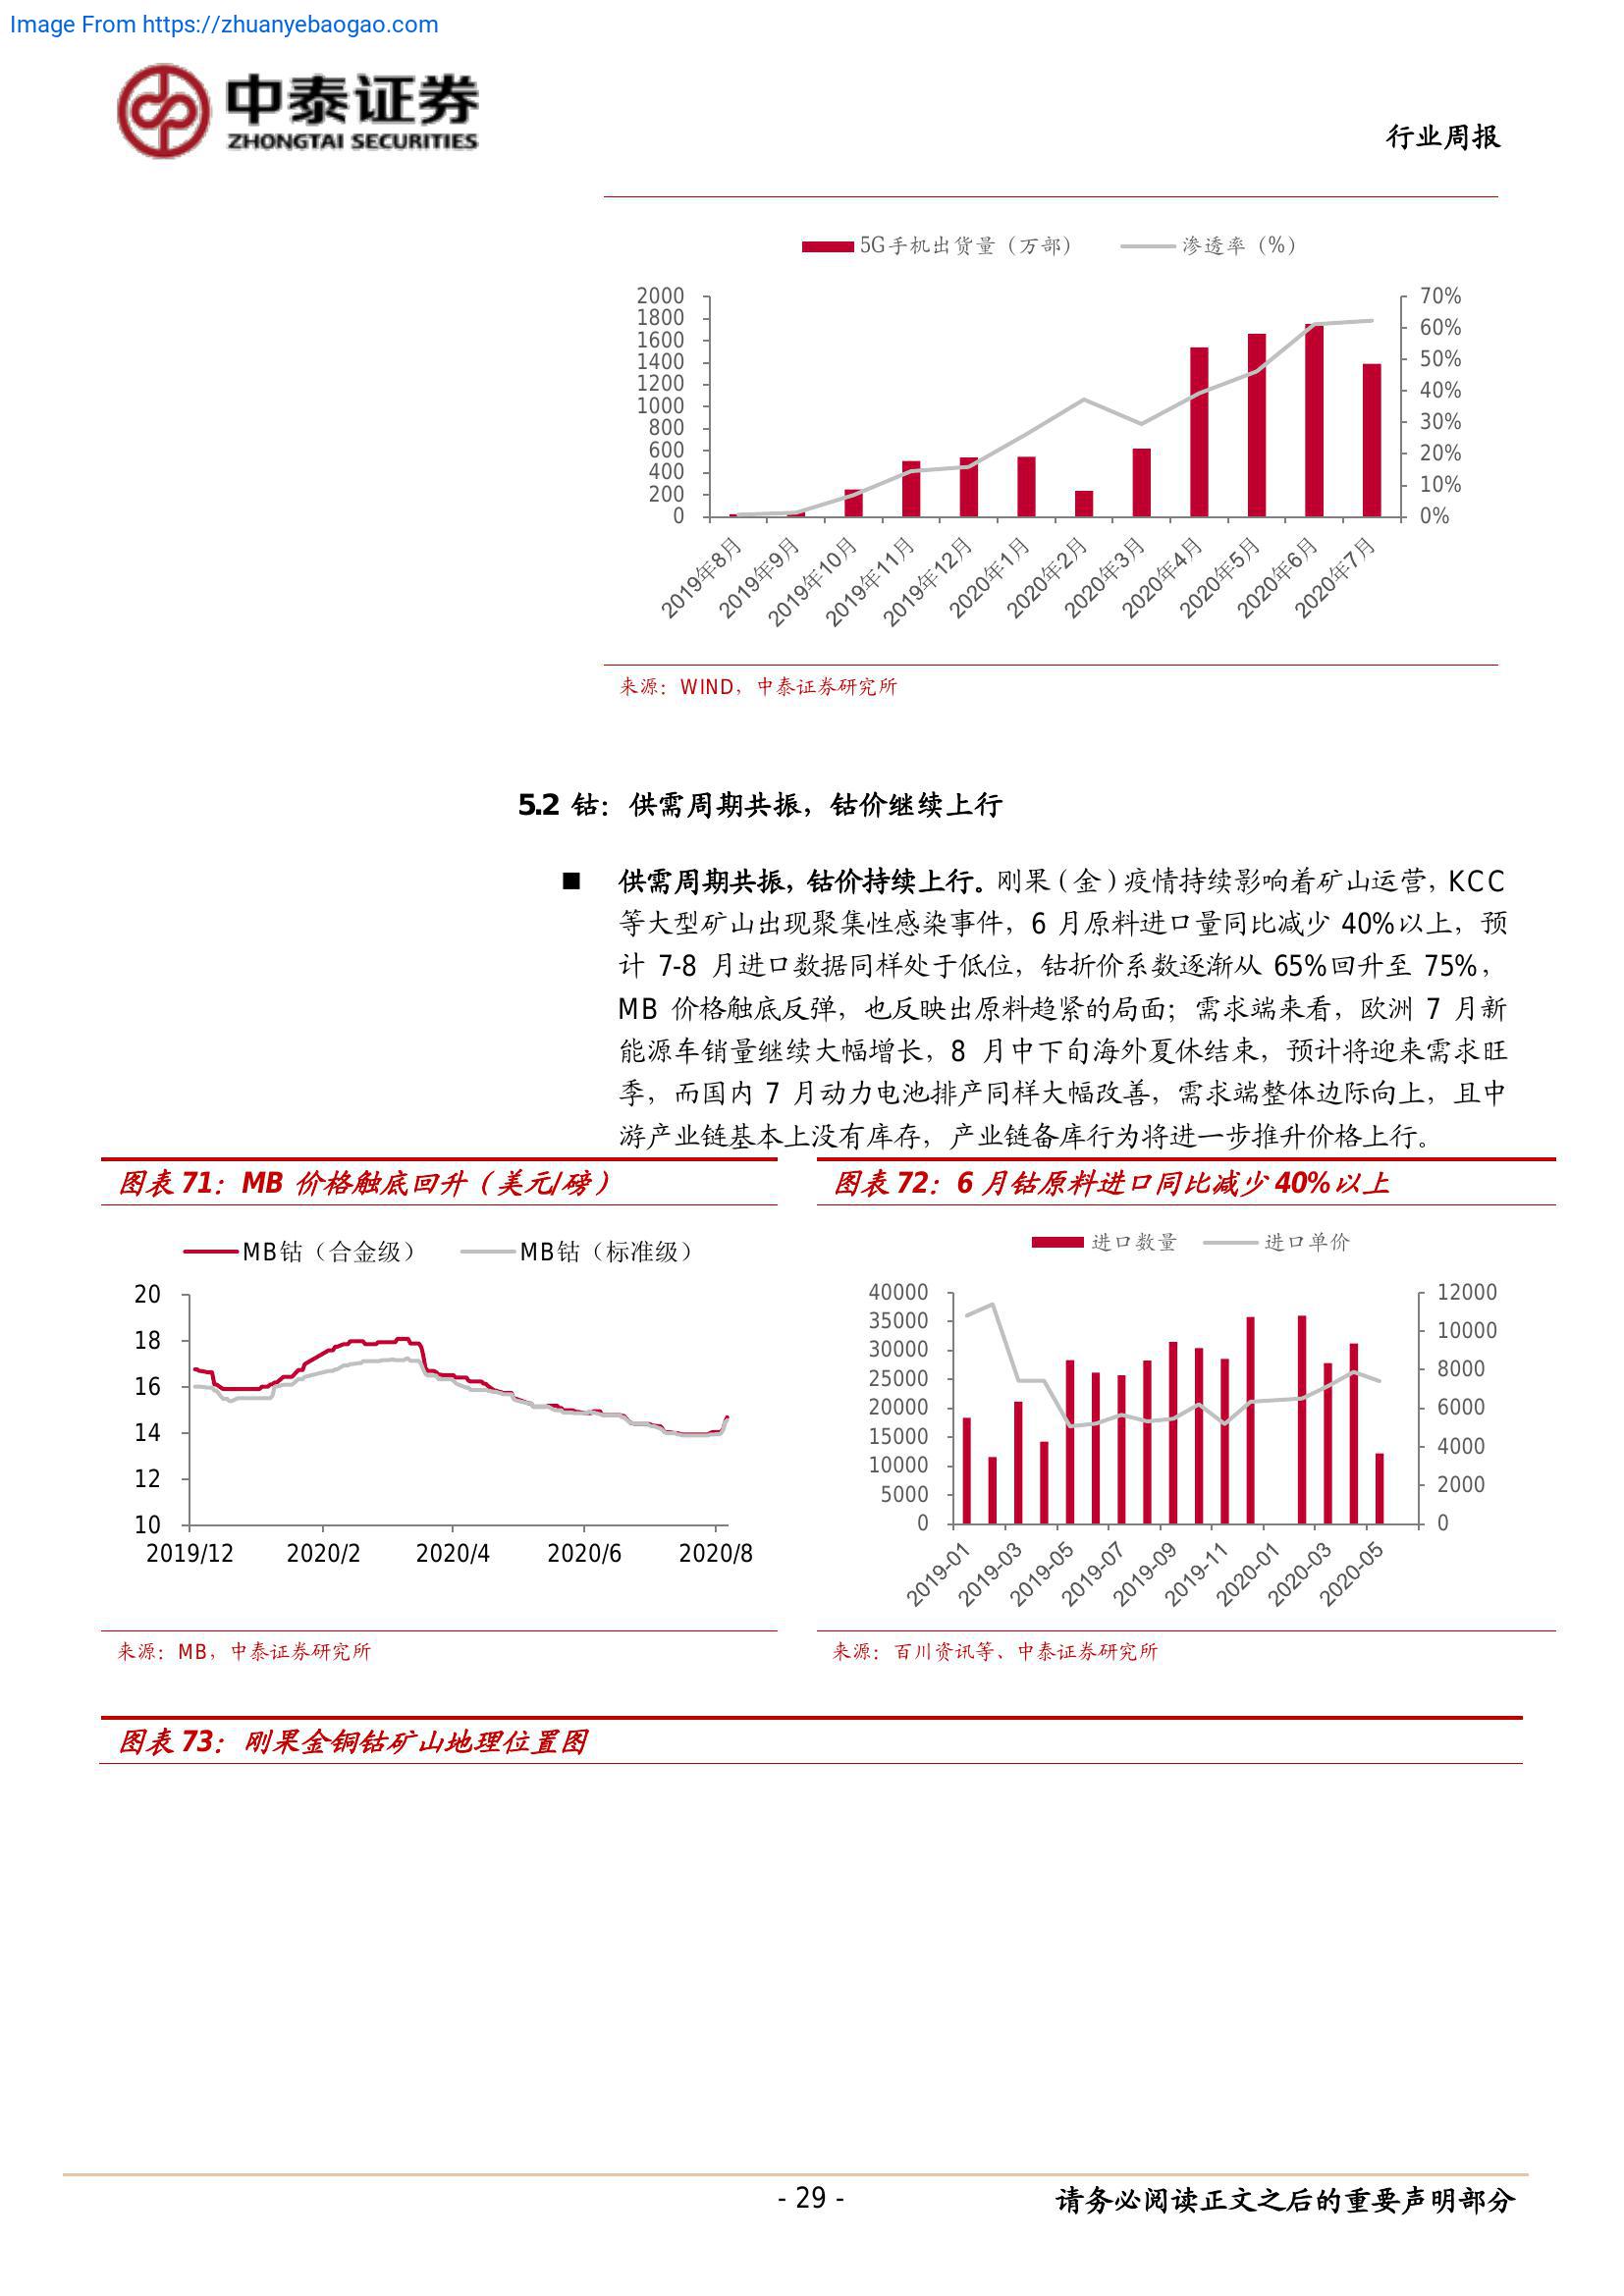 Image From https://zhuanyebaogao.com
中泰证券
ZHONGTAI SECURITIES
行业周报
5G手机出货量（万部） 渗透率（%）
2000 70%
1800 60%
1600 50%
1400 40%
1200 30%
1000 20%
800 10%
600 0%
400
200
0
2019年8月 2019年9月 2019年10月 2019年11月 2019年12月 2020年1月 2020年2月 2020年3月 2020年4月 2020年5月 2020年6月 2020年7月
来源：WIND，中泰证券研究所
5.2 钴：供需周期共振，钴价继续上行
■ 供需周期共振，钴价持续上行。刚果（金）疫情持续影响着矿山运营，KCC
等大型矿山出现聚集性感染事件，6 月原料进口量同比减少 40%以上，预
计 7-8 月进口数据同样处于低位，钴折价系数逐渐从 65%回升至 75%，
MB 价格触底反弹，也反映出原料趋紧的局面；需求端来看，欧洲 7 月新
能源车销量继续大幅增长，8 月中下旬海外夏休结束，预计将迎来需求旺
季，而国内 7 月动力电池排产同样大幅改善，需求端整体边际向上，且中
游产业链基本上没有库存，产业链备库行为将进一步推升价格上行。
图表 71：MB 价格触底回升（美元/磅）
MB钴（合金级） MB钴（标准级）
20
18
16
14
12
10
2019/12 2020/2 2020/4 2020/6 2020/8
来源：MB，中泰证券研究所
图表 72：6 月钴原料进口同比减少 40%以上
进口数量 进口单价
40000 12000
35000 10000
30000 8000
25000 6000
20000 4000
15000 2000
10000 0
5000
0
2019-01 2019-03 2019-05 2019-07 2019-09 2019-11 2020-01 2020-03 2020-05
来源：百川资讯等、中泰证券研究所
图表 73：刚果金铜钴矿山地理位置图
- 29 -
请务必阅读正文之后的重要声明部分